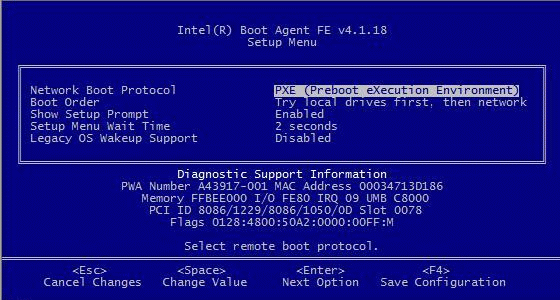 Intel(R) Boot Agent FE v4.1.18
Setup Menu
Network Boot Protocol PXE (Preboot eXecution Environment)
Boot Order Try local drives first, then network
Show Setup Prompt Enabled
Setup Menu Wait Time 2 seconds
Legacy OS Wakeup Support Disabled
Diagnostic Support Information
PWA Number A43917-001 MAC Address 00034713D186
Memory FFBEE000 I/O FE80 IRQ 09 UMB C8000
PCI ID 8086/1229/8086/1050/0D Slot 0078
Flags 0128:4800:50A2:0000:00FF:M
Select remote boot protocol.
<Esc> <Space> <Enter> <F4>
Cancel Changes Change Value Next Option Save Configuration